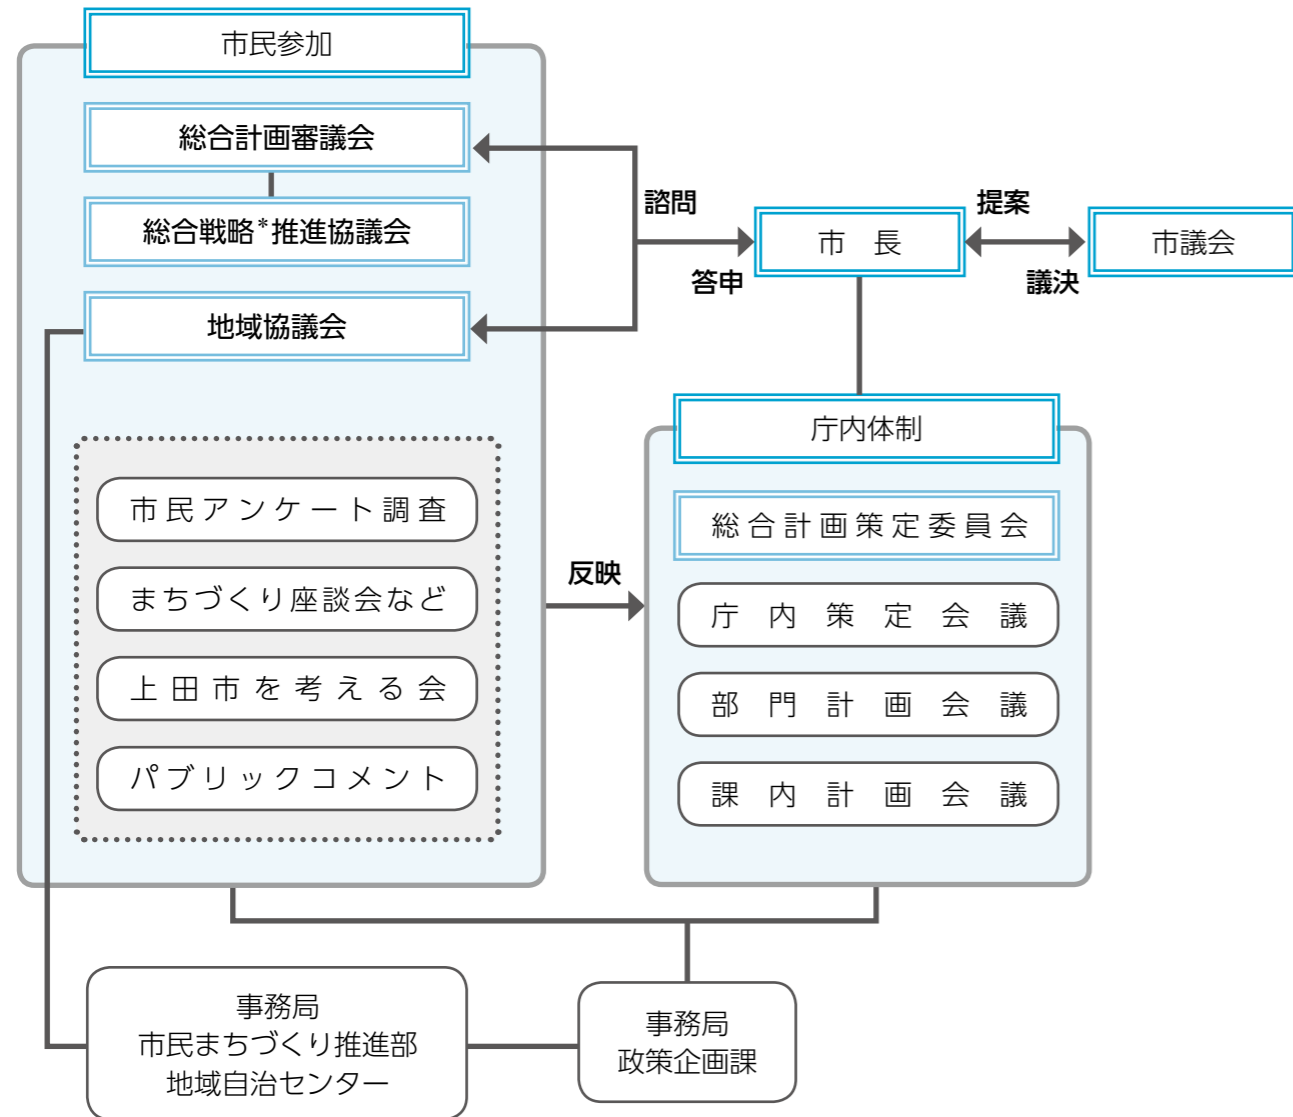 市民参加
総合計画審議会
総合戦略*推進協議会
地域協議会
諮問
答申
市　長
提案
議決
市議会
市民アンケート調査
まちづくり座談会など
上田市を考える会
パブリックコメント
反映
庁内体制
総合計画策定委員会
庁内策定会議
部門計画会議
課内計画会議
事務局
市民まちづくり推進部
地域自治センター
事務局
政策企画課